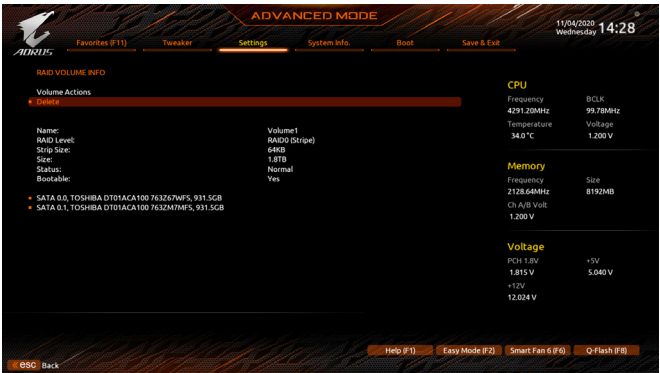 ADVANCED MODE
11/04/2020 Wednesday 14:28
AORUS
Favorites (F11) Tweaker Settings System Info. Boot Save & Exit
RAID VOLUME INFO
Volume Actions
Delete
Name: Volume1
RAID Level: RAID0 (Stripe)
Strip Size: 64KB
Size: 1.8TB
Status: Normal
Bootable: Yes
SATA 0.0, TOSHIBA DT01ACA100 763Z67WFS, 931.5GB
SATA 0.1, TOSHIBA DT01ACA100 763ZM7MFS, 931.5GB
CPU
Frequency BCLK
4291.20MHz 99.78MHz
Temperature Voltage
34.0 °C 1.200 V
Memory
Frequency Size
2128.64MHz 8192MB
Ch A/B Volt
1.200 V
Voltage
PCH 1.8V +5V
1.815 V 5.040 V
+12V
12.024 V
Help (F1) Easy Mode (F2) Smart Fan 6 (F6) Q-Flash (F8)
esc Back